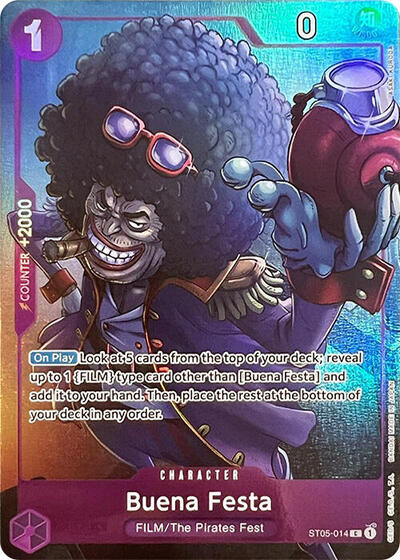 1
0
知
COUNTER +2000
On Play Look at 5 cards from the top of your deck; reveal
up to 1 {FILM} type card other than [Buena Festa] and
add it to your hand. Then, place the rest at the bottom of
your deck in any order.
CHARACTER
Buena Festa
FILM/The Pirates Fest
ST05-014 C 1